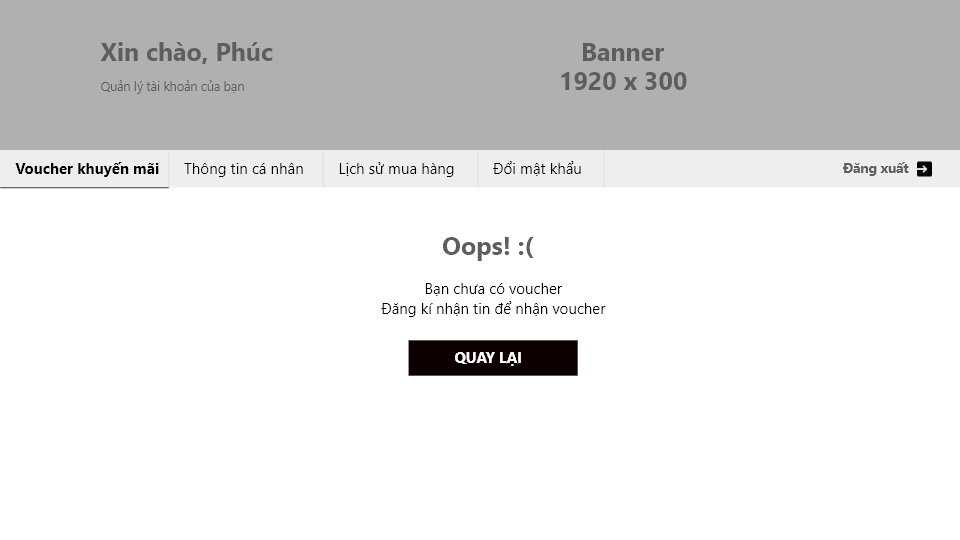 Xin chào, Phúc
Quản lý tài khoản của bạn
Banner
1920 x 300
Voucher khuyến mãi
Thông tin cá nhân
Lịch sử mua hàng
Đổi mật khẩu
Đăng xuất
Oops! :(
Bạn chưa có voucher
Đăng kí nhận tin để nhận voucher
QUAY LẠI